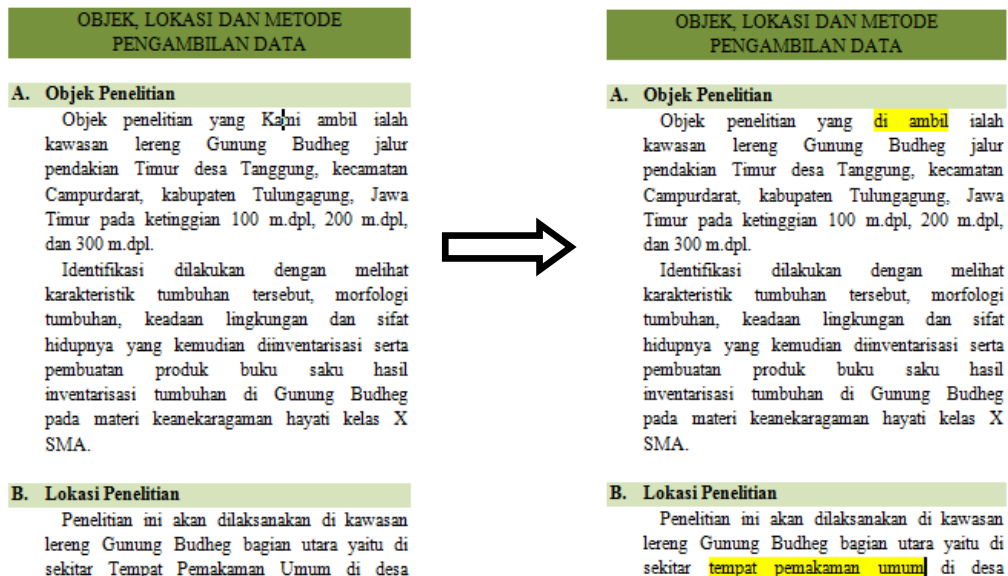 OBJEK, LOKASI DAN METODE
PENGAMBILAN DATA
A. Objek Penelitian
Objek penelitian yang Kami ambil ialah
kawasan lereng Gunung Budheg jalur
pendakian Timur desa Tanggung, kecamatan
Campurdarat, kabupaten Tulungagung, Jawa
Timur pada ketinggian 100 m.dpl, 200 m.dpl,
dan 300 m.dpl.
Identifikasi dilakukan dengan melihat
karakteristik tumbuhan tersebut, morfologi
tumbuhan, keadaan lingkungan dan sifat
hidupnya yang kemudian diinventarisasi serta
pembuatan produk buku saku hasil
inventarisasi tumbuhan di Gunung Budheg
pada materi keanekaragaman hayati kelas X
SMA.
B. Lokasi Penelitian
Penelitian ini akan dilaksanakan di kawasan
lereng Gunung Budheg bagian utara yaitu di
sekitar Tempat Pemakaman Umum di desa
OBJEK, LOKASI DAN METODE
PENGAMBILAN DATA
A. Objek Penelitian
Objek penelitian yang di ambil ialah
kawasan lereng Gunung Budheg jalur
pendakian Timur desa Tanggung, kecamatan
Campurdarat, kabupaten Tulungagung, Jawa
Timur pada ketinggian 100 m.dpl, 200 m.dpl,
dan 300 m.dpl.
Identifikasi dilakukan dengan melihat
karakteristik tumbuhan tersebut, morfologi
tumbuhan, keadaan lingkungan dan sifat
hidupnya yang kemudian diinventarisasi serta
pembuatan produk buku saku hasil
inventarisasi tumbuhan di Gunung Budheg
pada materi keanekaragaman hayati kelas X
SMA.
B. Lokasi Penelitian
Penelitian ini akan dilaksanakan di kawasan
lereng Gunung Budheg bagian utara yaitu di
sekitar tempat pemakaman umum di desa